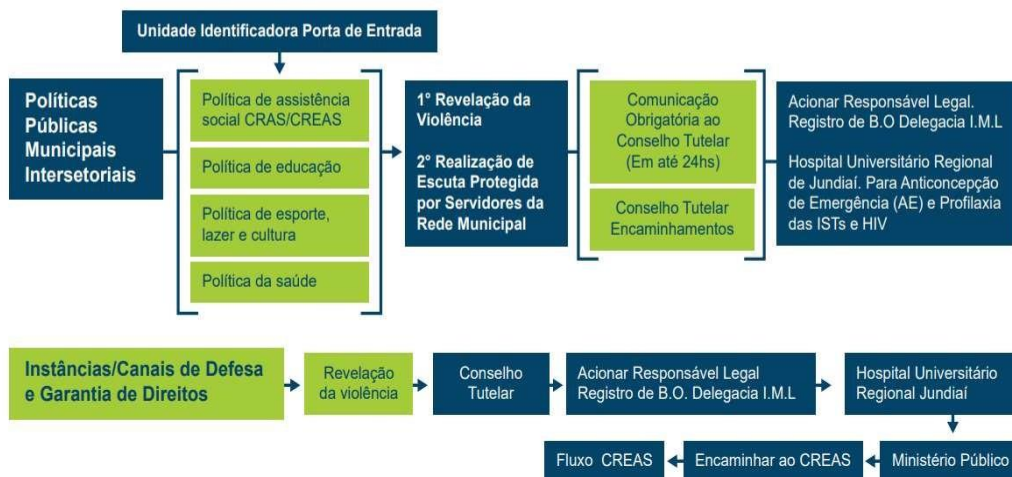 Unidade Identificadora Porta de Entrada
Políticas
Públicas
Municipais
Intersetoriais
Política de assistência
social CRAS/CREAS
Política de educação
Política de esporte,
lazer e cultura
Política da saúde
1° Revelação da
Violência
2° Realização de
Escuta Protegida
por Servidores da
Rede Municipal
Comunicação
Obrigatória ao
Conselho Tutelar
(Em até 24hs)
Conselho Tutelar
Encaminhamentos
Acionar Responsável Legal.
Registro de B.O Delegacia I.M.L
Hospital Universitário Regional
de Jundiaí. Para Anticoncepção
de Emergência (AE) e Profilaxia
das ISTs e HIV
Instâncias/Canais de Defesa
e Garantia de Direitos
Revelação
da violência
Conselho
Tutelar
Acionar Responsável Legal
Registro de B.O. Delegacia I.M.L
Hospital Universitário
Regional Jundiaí
Ministério Público
Encaminhar ao CREAS
Fluxo CREAS